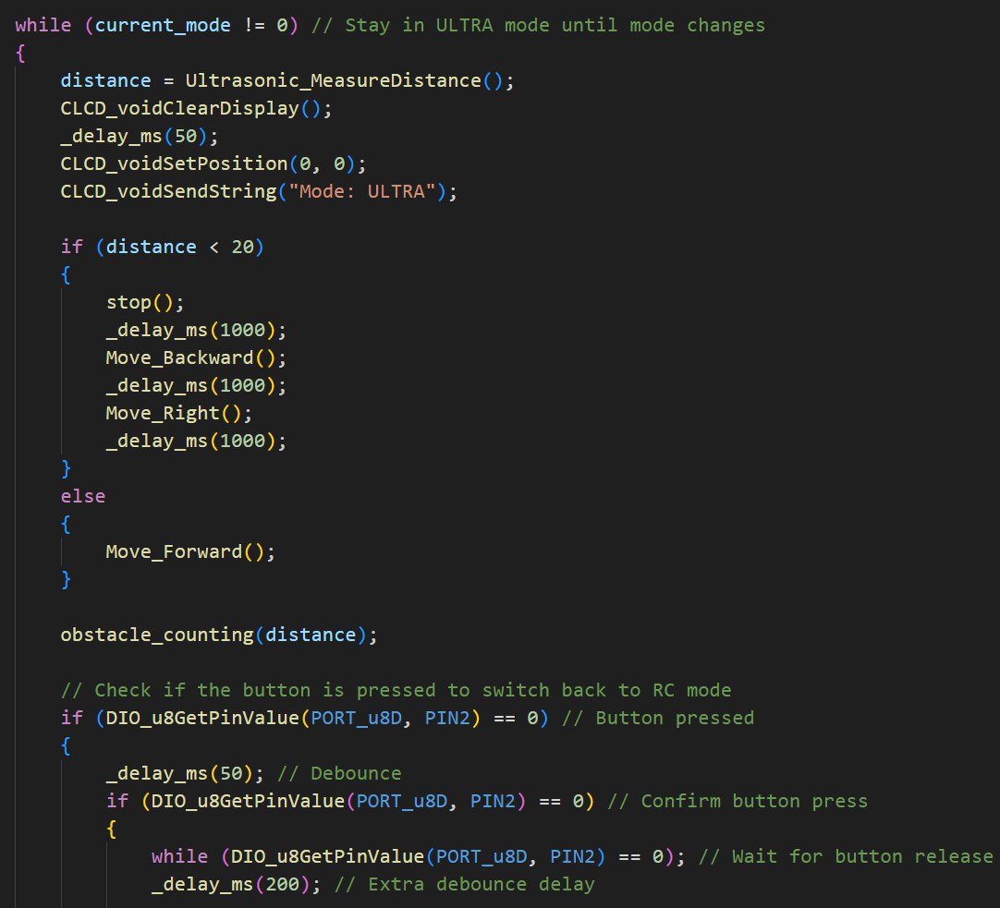 while (current_mode != 0) // Stay in ULTRA mode until mode changes
{
    distance = Ultrasonic_MeasureDistance();
    CLCD_voidClearDisplay();
    _delay_ms(50);
    CLCD_voidSetPosition(0, 0);
    CLCD_voidSendString("Mode: ULTRA");

    if (distance < 20)
    {
        stop();
        _delay_ms(1000);
        Move_Backward();
        _delay_ms(1000);
        Move_Right();
        _delay_ms(1000);
    }
    else
    {
        Move_Forward();
    }

    obstacle_counting(distance);

    // Check if the button is pressed to switch back to RC mode
    if (DIO_u8GetPinValue(PORT_u8D, PIN2) == 0) // Button pressed
    {
        _delay_ms(50); // Debounce
        if (DIO_u8GetPinValue(PORT_u8D, PIN2) == 0) // Confirm button press
        {
            while (DIO_u8GetPinValue(PORT_u8D, PIN2) == 0); // Wait for button release
            _delay_ms(200); // Extra debounce delay